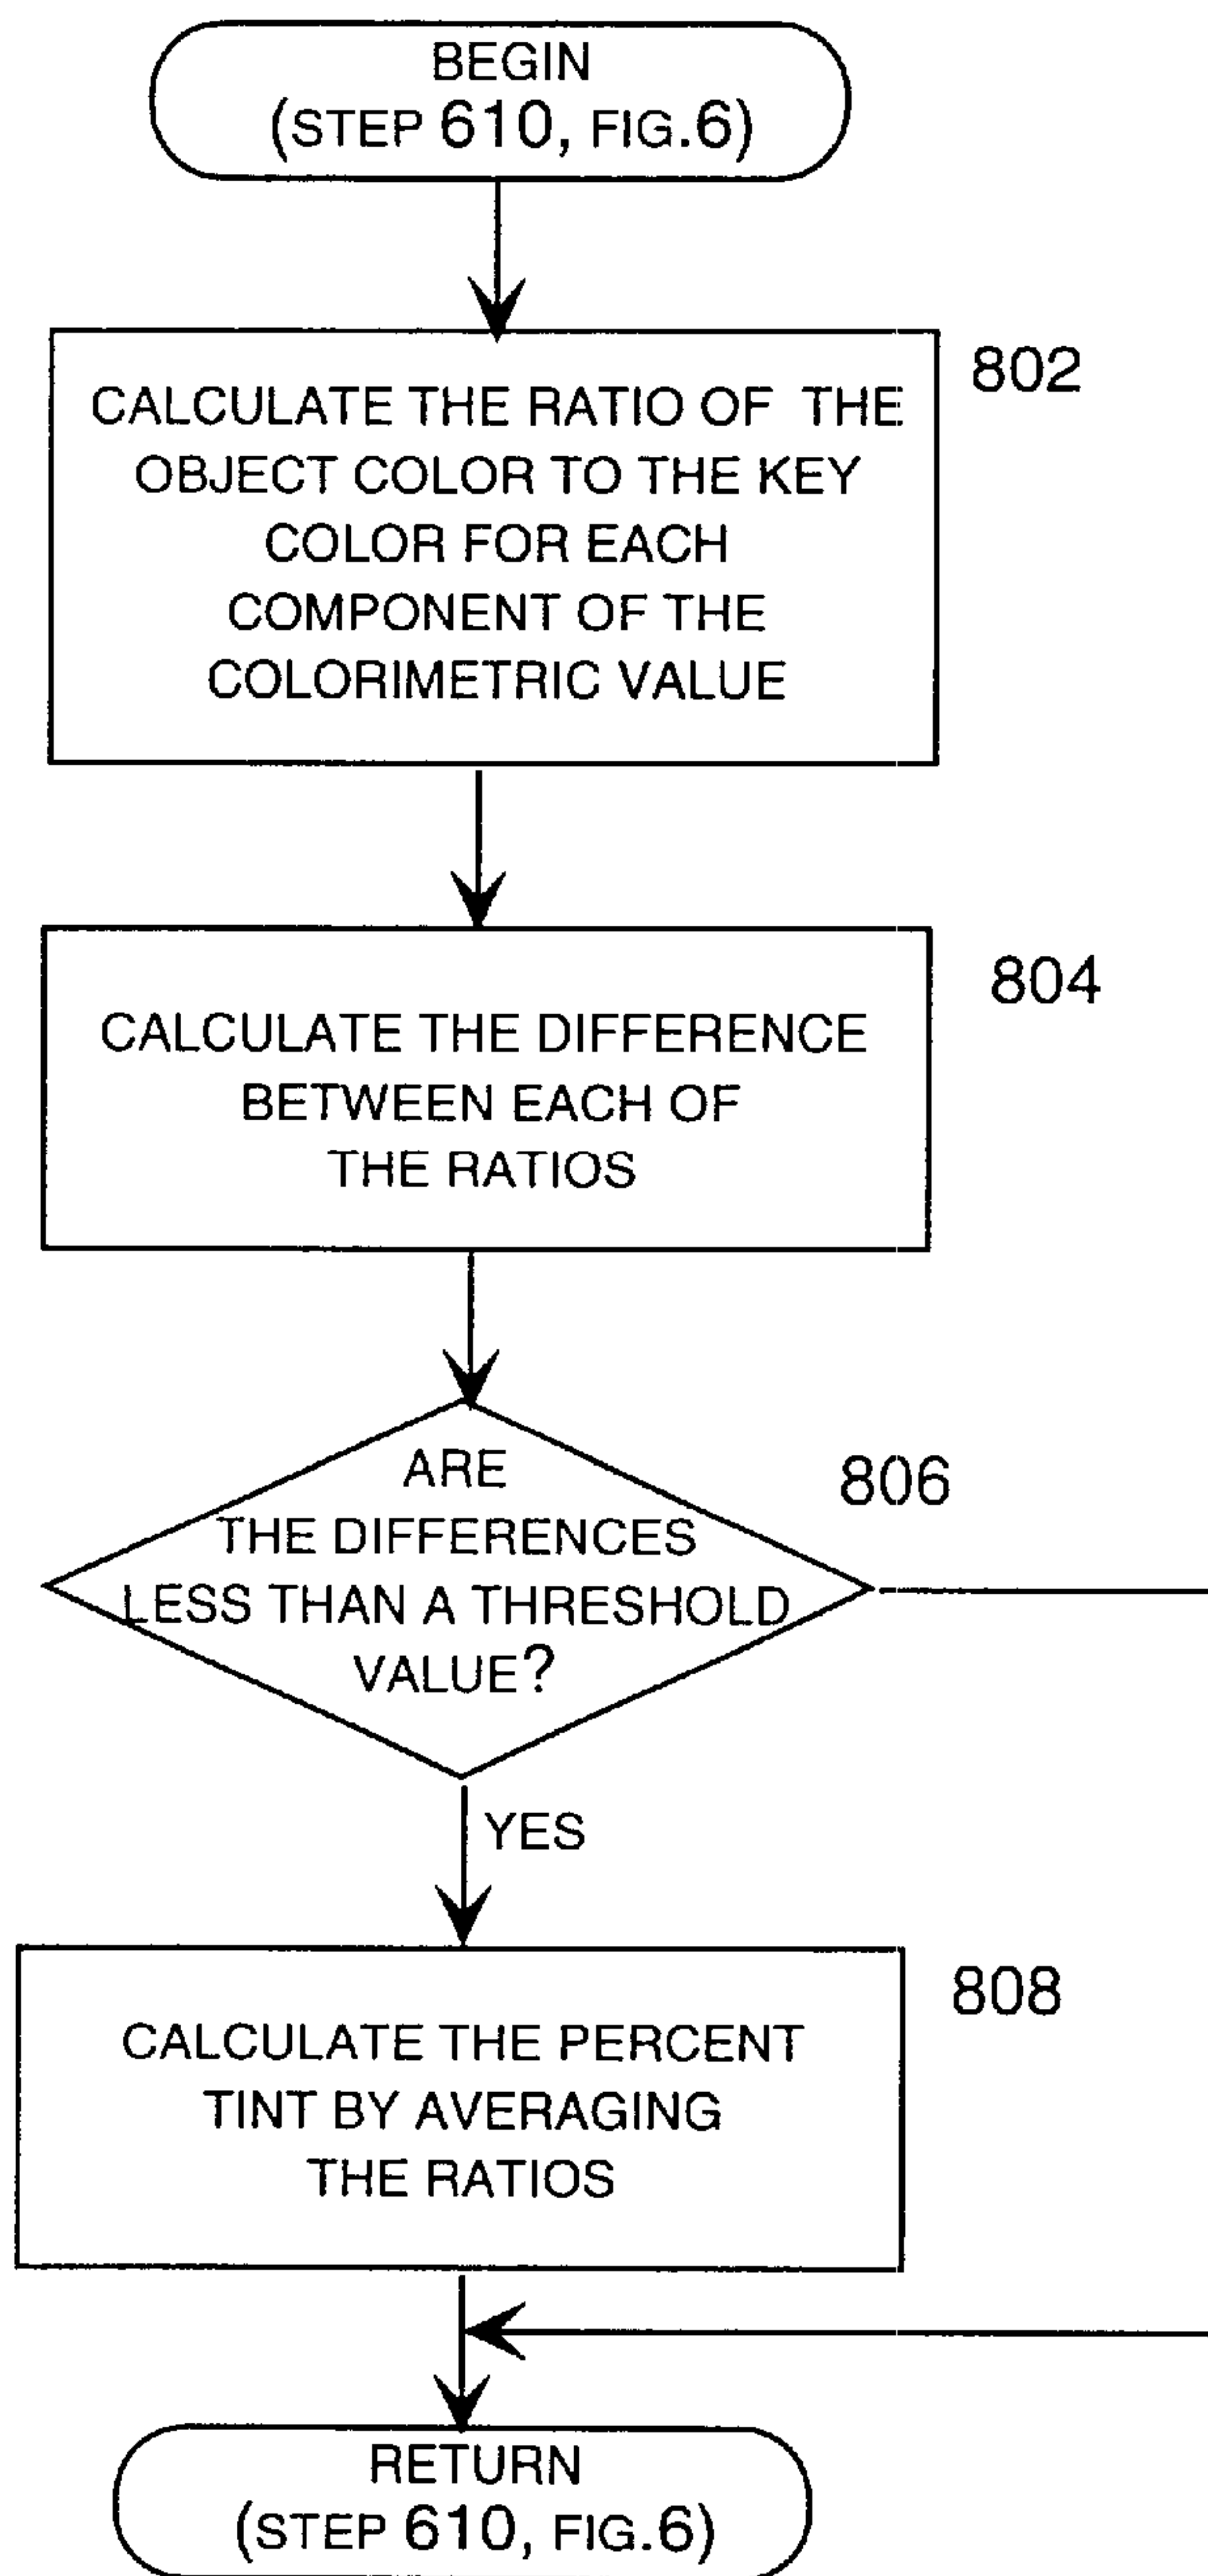 BEGIN
(STEP 610, FIG.6)
802
CALCULATE THE RATIO OF THE
OBJECT COLOR TO THE KEY
COLOR FOR EACH
COMPONENT OF THE
COLORIMETRIC VALUE
804
CALCULATE THE DIFFERENCE
BETWEEN EACH OF
THE RATIOS
806
ARE
THE DIFFERENCES
LESS THAN A THRESHOLD
VALUE?
YES
808
CALCULATE THE PERCENT
TINT BY AVERAGING
THE RATIOS
RETURN
(STEP 610, FIG.6)